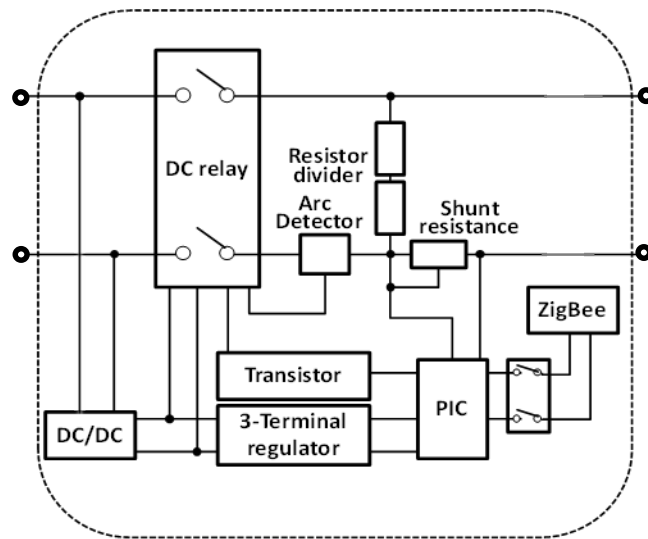 Resistor
divider
DC relay
Arc
Detector
Shunt
resistance
ZigBee
Transistor
PIC
3-Terminal
regulator
DC/DC